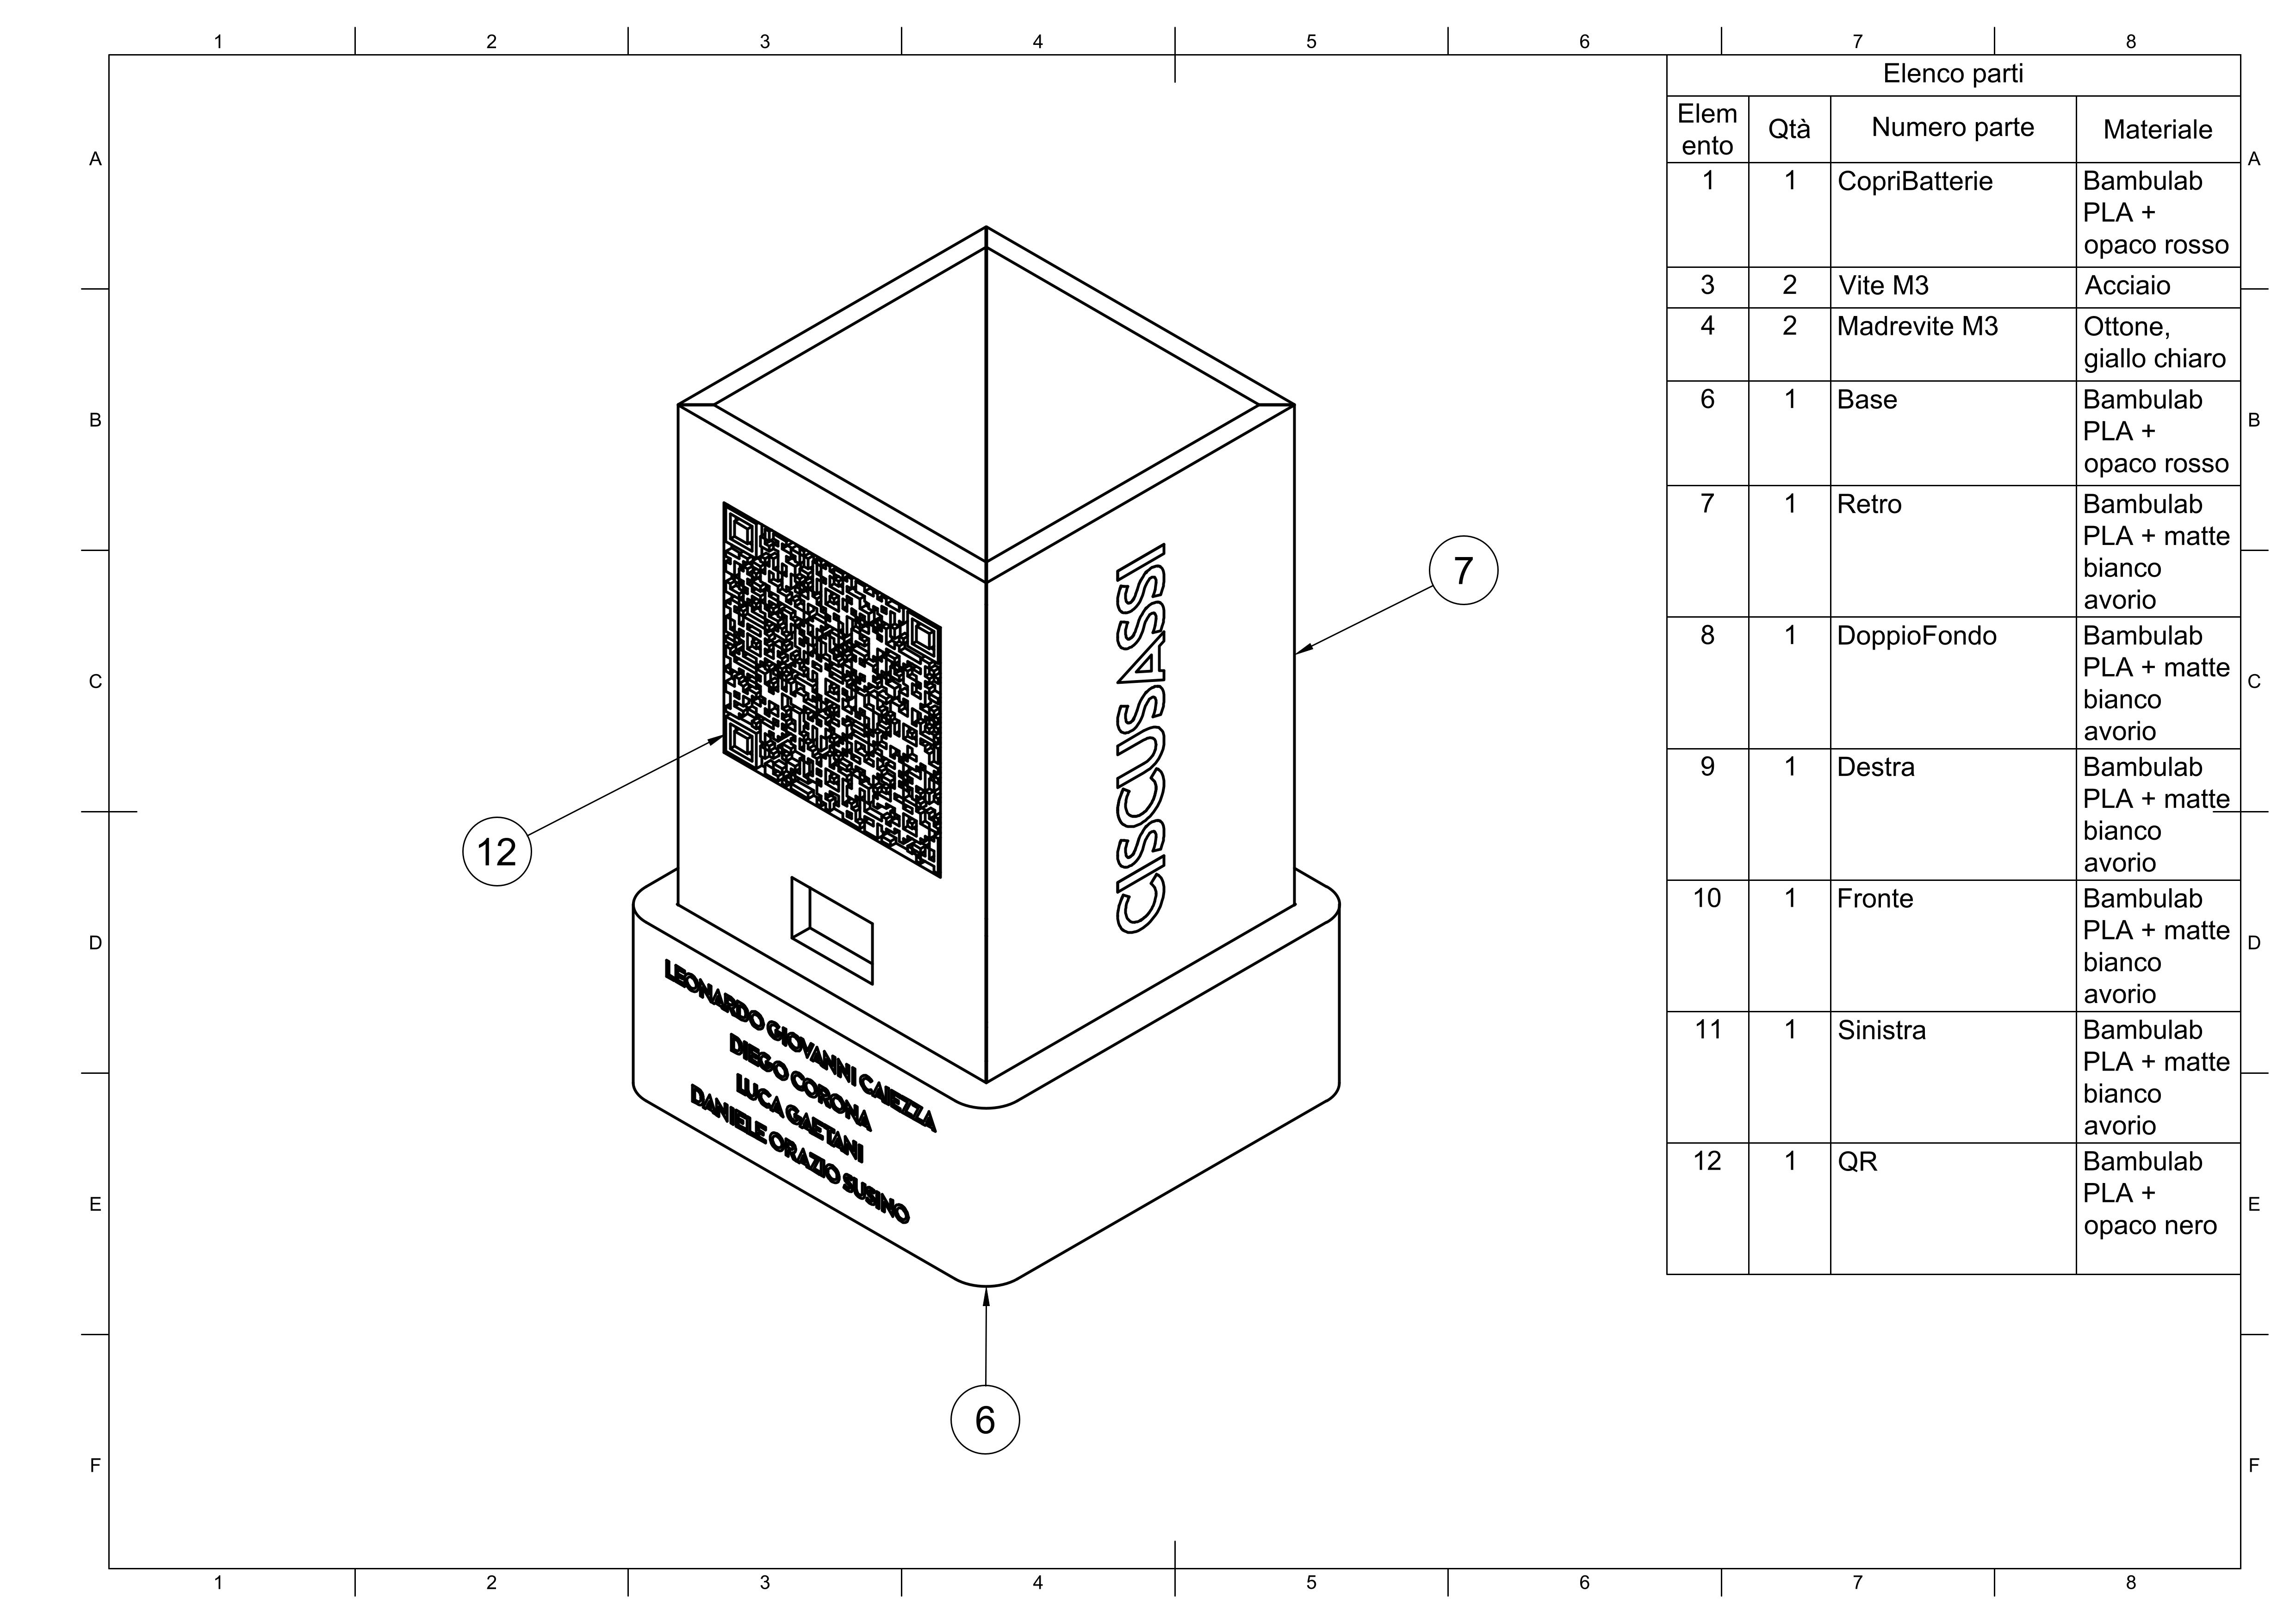 1 2 3 4 5 6 7 8
A
B
C
D
E
F
Elenco parti
Elem
ento
Qtà
Numero parte
Materiale
1 1 CopriBatterie Bambulab
PLA +
opaco rosso
3 2 Vite M3 Acciaio
4 2 Madrevite M3 Ottone,
giallo chiaro
6 1 Base Bambulab
PLA +
opaco rosso
7 1 Retro Bambulab
PLA + matte
bianco
avorio
8 1 DoppioFondo Bambulab
PLA + matte
bianco
avorio
9 1 Destra Bambulab
PLA + matte
bianco
avorio
10 1 Fronte Bambulab
PLA + matte
bianco
avorio
11 1 Sinistra Bambulab
PLA + matte
bianco
avorio
12 1 QR Bambulab
PLA +
opaco nero
A
B
C
D
E
F
7
12
6
CISCUSASSI
LEONARDO GIOVANNI CAIEZZA
DIEGO CORONA
LUCA GAETANI
DANIELE ORAZIO SUSINO
1 2 3 4 5 6 7 8